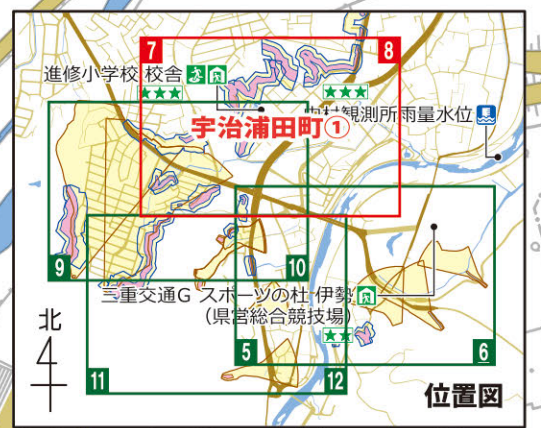 7
8
進修小学校 校舎
★★★
★★★
中村観測所雨量水位
宇治浦田町①
9
10
三重交通G スポーツの杜 伊勢
(県営総合競技場)
★★
北
5
6
11
12
位置図